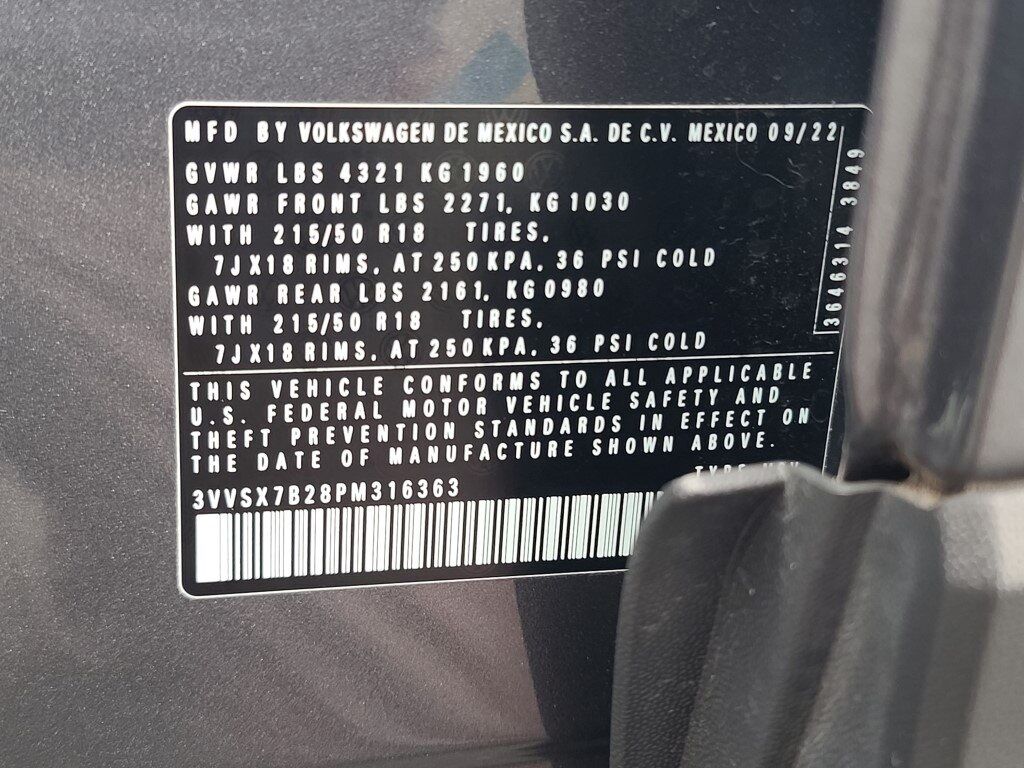 MFD BY VOLKSWAGEN DE MEXICO S.A. DE C.V. MEXICO 09/22
GVWR LBS 4321 KG 1960
GAWR FRONT LBS 2271, KG 1030
WITH 215/50 R18 TIRES,
7JX18 RIMS, AT 250 KPA, 36 PSI COLD
GAWR REAR LBS 2161, KG 0980
WITH 215/50 R18 TIRES,
7JX18 RIMS, AT 250 KPA, 36 PSI COLD
THIS VEHICLE CONFORMS TO ALL APPLICABLE
U.S. FEDERAL MOTOR VEHICLE SAFETY AND
THEFT PREVENTION STANDARDS IN EFFECT ON
THE DATE OF MANUFACTURE SHOWN ABOVE.
3VVSX7B28PM316363
3646314 3849